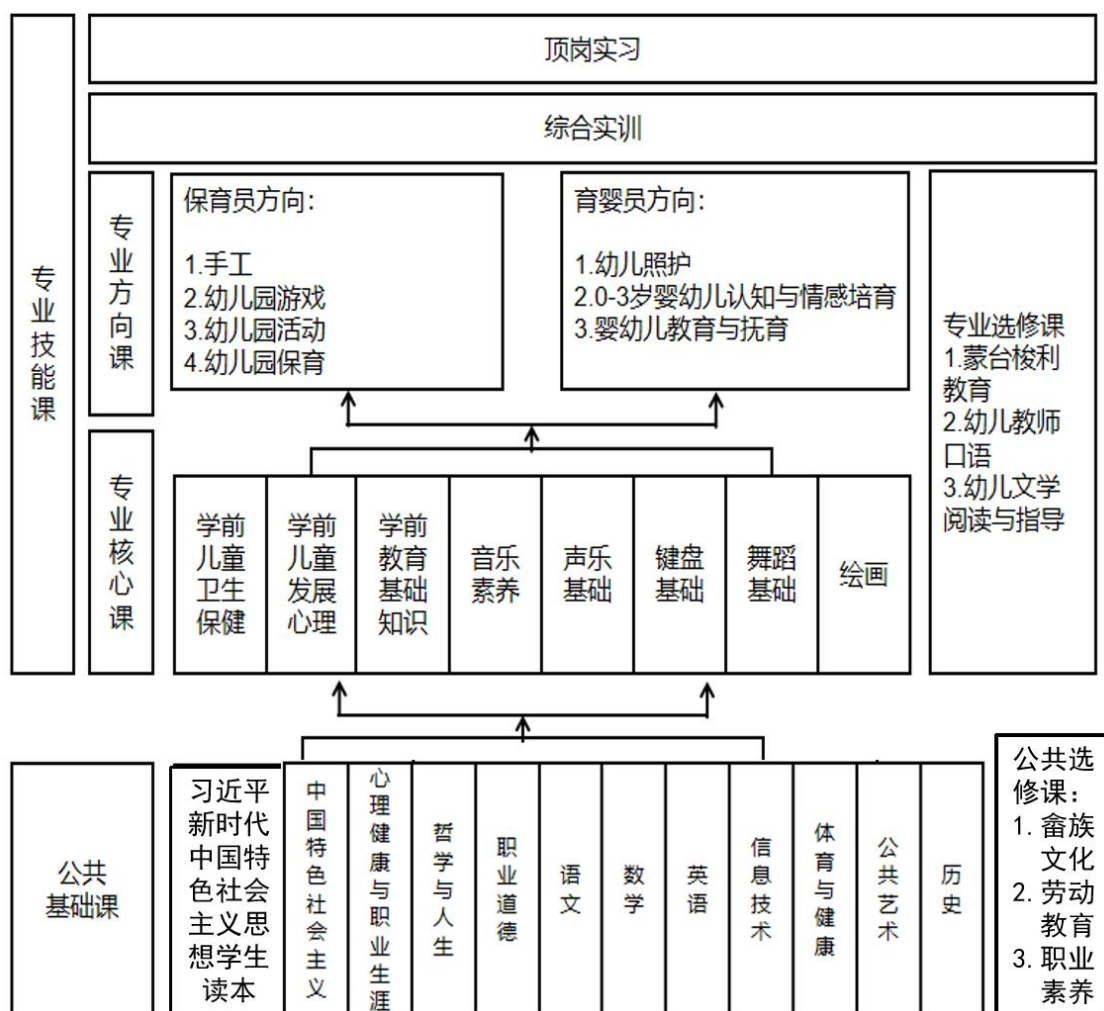 顶岗实习
综合实训
专业技能课
专业方向课
保育员方向：
1.手工
2.幼儿园游戏
3.幼儿园活动
4.幼儿园保育
育婴员方向：
1.幼儿照护
2.0-3岁婴幼儿认知与情感培育
3.婴幼儿教育与抚育
专业选修课
1.蒙台梭利
教育
2.幼儿教师
口语
3.幼儿文学
阅读与指导
专业核心课
学前
儿童
卫生
保健
学前
儿童
发展
心理
学前
教育
基础
知识
音乐
素养
声乐
基础
键盘
基础
舞蹈
基础
绘画
公共
基础课
习近平
新时代
中国特
色社会
主义思
想学生
读本
中国特色社会主义
心理健康与职业生涯
哲学与人生
职业道德
语文
数学
英语
信息技术
体育与健康
公共艺术
历史
公共选
修课：
1. 畲族
文化
2. 劳动
教育
3. 职业
素养